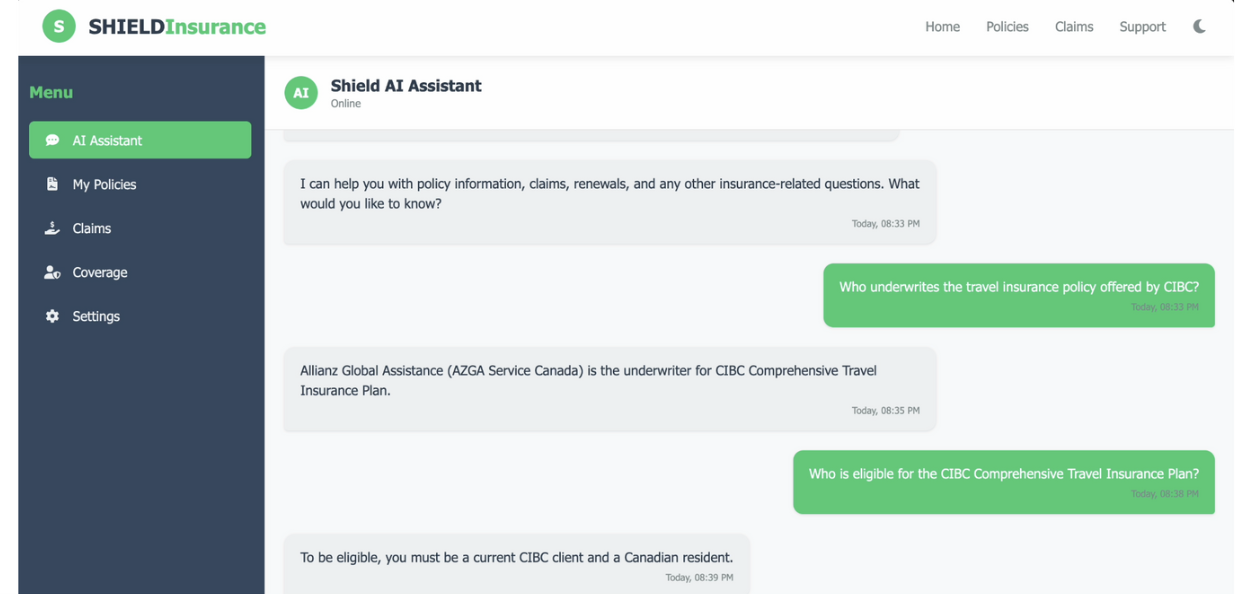 S SHIELDInsurance
Home Policies Claims Support
Menu
AI Assistant
My Policies
Claims
Coverage
Settings
AI Shield AI Assistant
Online
I can help you with policy information, claims, renewals, and any other insurance-related questions. What
would you like to know?
Today, 08:33 PM
Who underwrites the travel insurance policy offered by CIBC?
Today, 08:33 PM
Allianz Global Assistance (AZGA Service Canada) is the underwriter for CIBC Comprehensive Travel
Insurance Plan.
Today, 08:35 PM
Who is eligible for the CIBC Comprehensive Travel Insurance Plan?
Today, 08:38 PM
To be eligible, you must be a current CIBC client and a Canadian resident.
Today, 08:39 PM